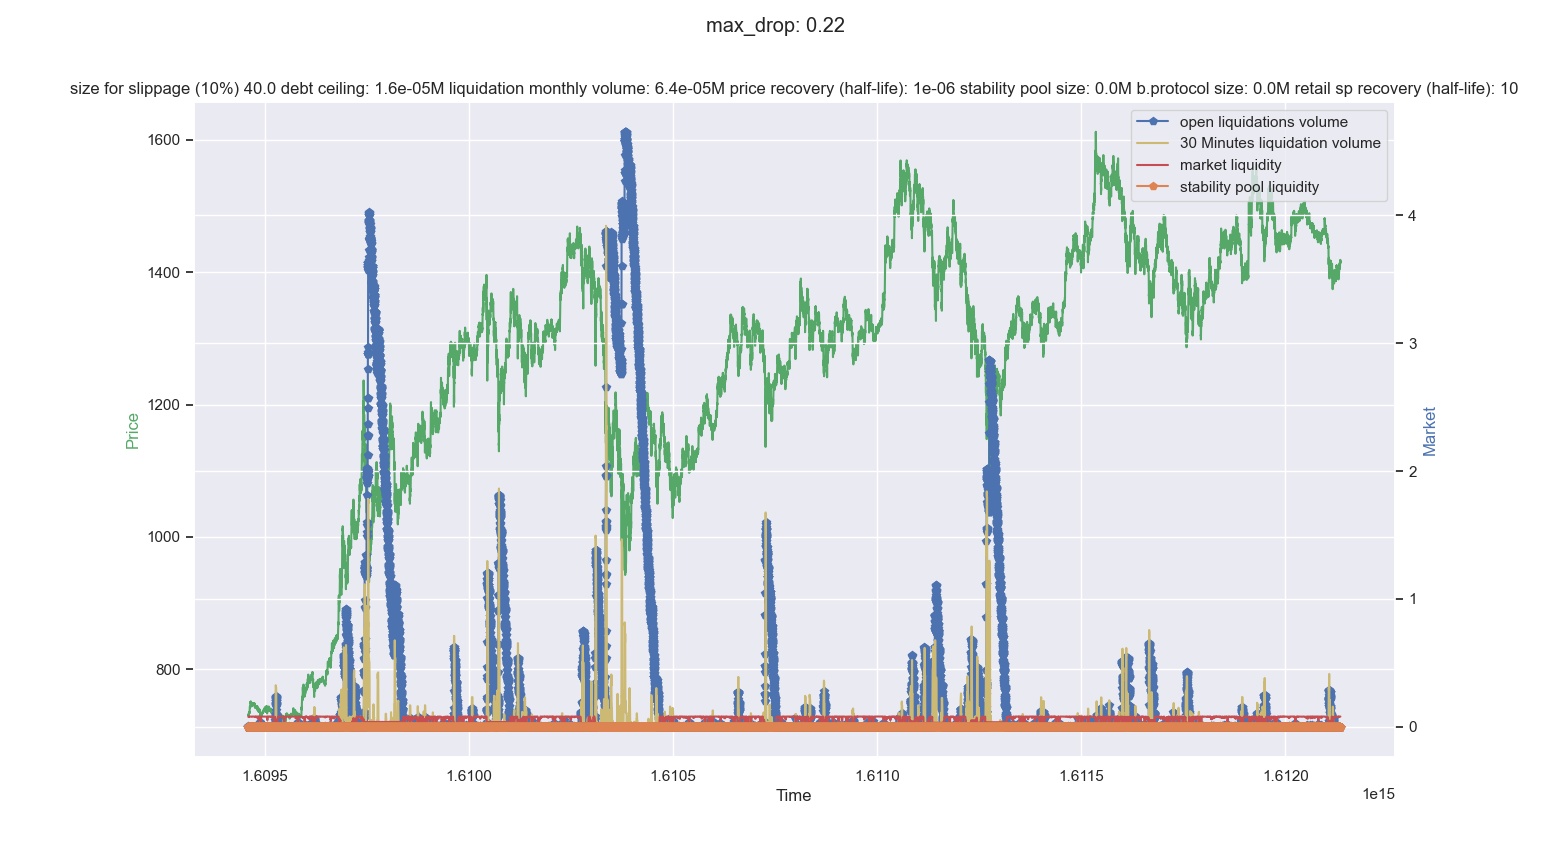 max_drop: 0.22
size for slippage (10%) 40.0 debt ceiling: 1.6e-05M liquidation monthly volume: 6.4e-05M price recovery (half-life): 1e-06 stability pool size: 0.0M b.protocol size: 0.0M retail sp recovery (half-life): 10
open liquidations volume
30 Minutes liquidation volume
market liquidity
stability pool liquidity
1600
1400
1200
1000
800
Price
4
3
2
1
0
Market
1.6095 1.6100 1.6105 1.6110 1.6115 1.6120
Time
1e15